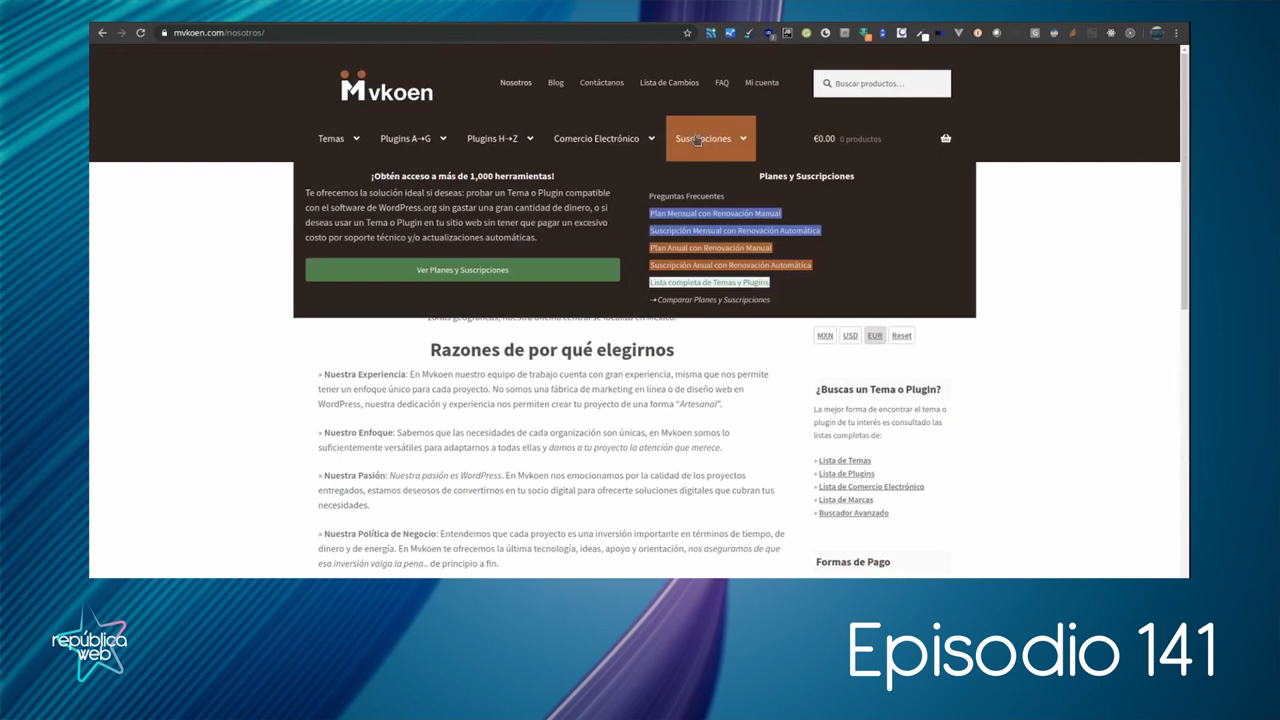 mvkoen.com/nosotros/
Mvkoen
Nosotros Blog Contáctanos Lista de Cambios FAQ Mi cuenta
Buscar productos…
Temas Plugins A➝G Plugins H➝Z Comercio Electrónico Suscripciones
€0.00 0 productos
¡Obtén acceso a más de 1,000 herramientas!
Te ofrecemos la solución ideal si deseas: probar un Tema o Plugin compatible
con el software de WordPress.org sin gastar una gran cantidad de dinero, o si
deseas usar un Tema o Plugin en tu sitio web sin tener que pagar un excesivo
costo por soporte técnico y/o actualizaciones automáticas.
Ver Planes y Suscripciones
Planes y Suscripciones
Preguntas Frecuentes
Plan Mensual con Renovación Manual
Suscripción Mensual con Renovación Automática
Plan Anual con Renovación Manual
Suscripción Anual con Renovación Automática
Lista completa de Temas y Plugins
➝Comparar Planes y Suscripciones
zonas geográficas, nuestra oficina central se localiza en México.
Razones de por qué elegirnos
» Nuestra Experiencia: En Mvkoen nuestro equipo de trabajo cuenta con gran experiencia, misma que nos permite
tener un enfoque único para cada proyecto. No somos una fábrica de marketing en línea o de diseño web en
WordPress, nuestra dedicación y experiencia nos permiten crear tu proyecto de una forma “Artesanal”.
» Nuestro Enfoque: Sabemos que las necesidades de cada organización son únicas, en Mvkoen somos lo
suficientemente versátiles para adaptarnos a todas ellas y damos a tu proyecto la atención que merece.
» Nuestra Pasión: Nuestra pasión es WordPress. En Mvkoen nos emocionamos por la calidad de los proyectos
entregados, estamos deseosos de convertirnos en tu socio digital para ofrecerte soluciones digitales que cubran tus
necesidades.
» Nuestra Política de Negocio: Entendemos que cada proyecto es una inversión importante en términos de tiempo, de
dinero y de energía. En Mvkoen te ofrecemos la última tecnología, ideas, apoyo y orientación, nos aseguramos de que
esa inversión valga la pena.. de principio a fin.
MXN USD EUR Reset
¿Buscas un Tema o Plugin?
La mejor forma de encontrar el tema o
plugin de tu interés es consultado las
listas completas de:
» Lista de Temas
» Lista de Plugins
» Lista de Comercio Electrónico
» Lista de Marcas
» Buscador Avanzado
Formas de Pago
república
web
Episodio 141